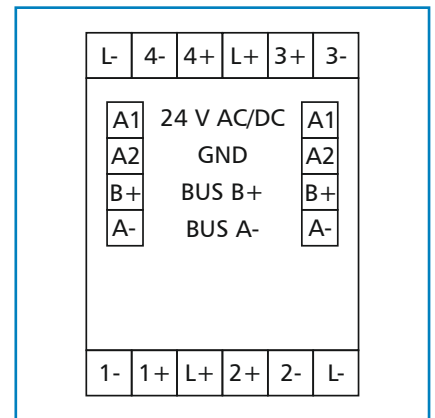 L- 4- 4+ L+ 3+ 3-
A1 24 V AC/DC A1
A2 GND A2
B+ BUS B+ B+
A- BUS A- A-
1- 1+ L+ 2+ 2- L-